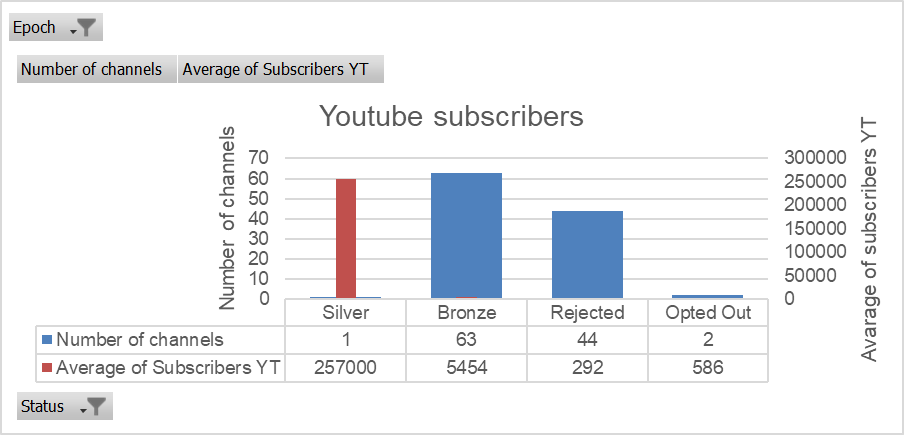 Epoch
Number of channels Average of Subscribers YT
Youtube subscribers
Number of channels
70
60
50
40
30
20
10
0
300000
250000
200000
150000
100000
50000
0
Avarage of subscribers YT
Silver Bronze Rejected Opted Out
Number of channels 1 63 44 2
Average of Subscribers YT 257000 5454 292 586
Status